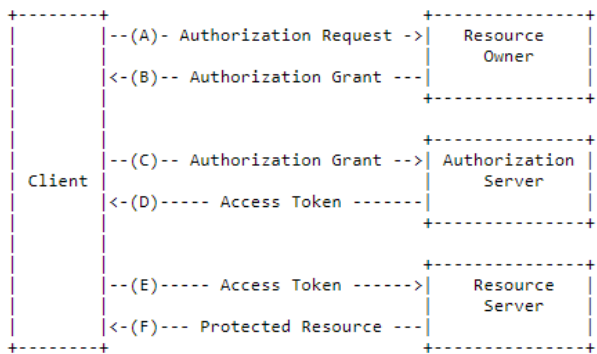 +--------+                               +---------------+
|        |--(A)- Authorization Request ->|   Resource    |
|        |                               |     Owner     |
|        |<-(B)-- Authorization Grant ---|               |
|        |                               +---------------+
|        |
|        |                               +---------------+
|        |--(C)-- Authorization Grant -->| Authorization |
| Client |                               |     Server    |
|        |<-(D)----- Access Token -------|               |
|        |                               +---------------+
|        |
|        |                               +---------------+
|        |--(E)----- Access Token ------>|    Resource   |
|        |                               |     Server    |
|        |<-(F)--- Protected Resource ---|               |
+--------+                               +---------------+